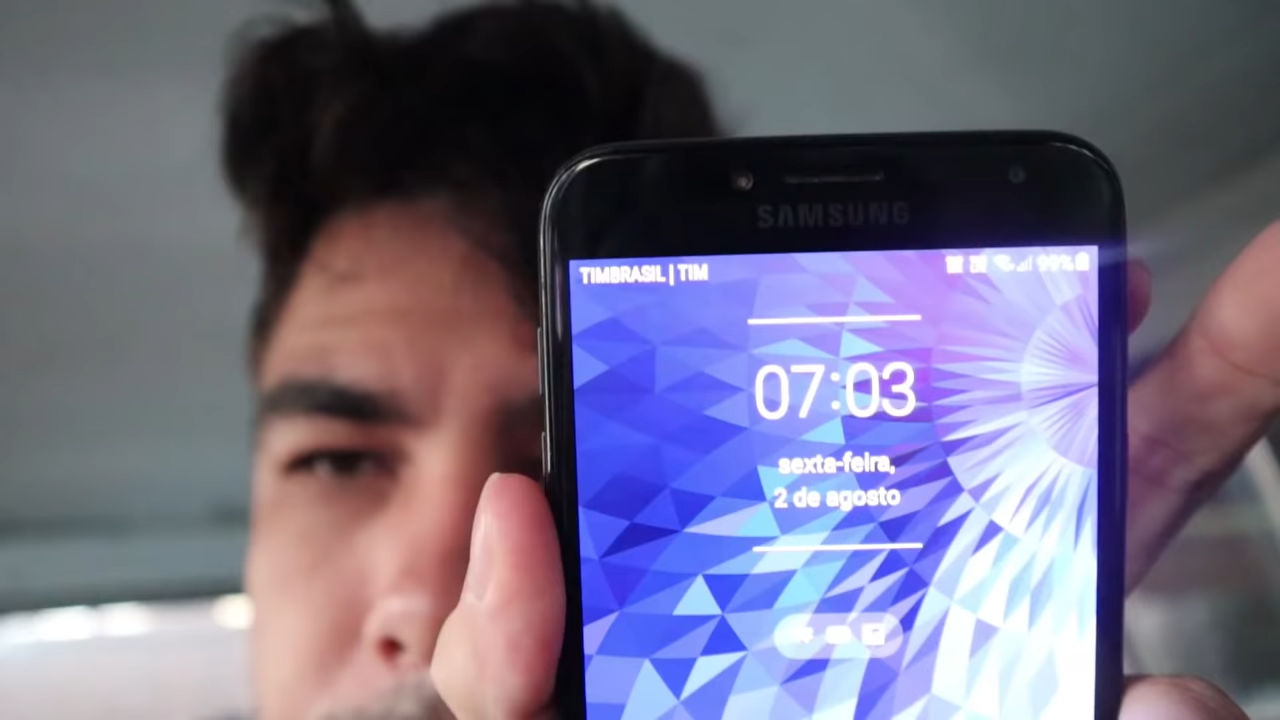 SAMSUNG
TIMBRASIL | TIM
99%
07:03
sexta-feira,
2 de agosto